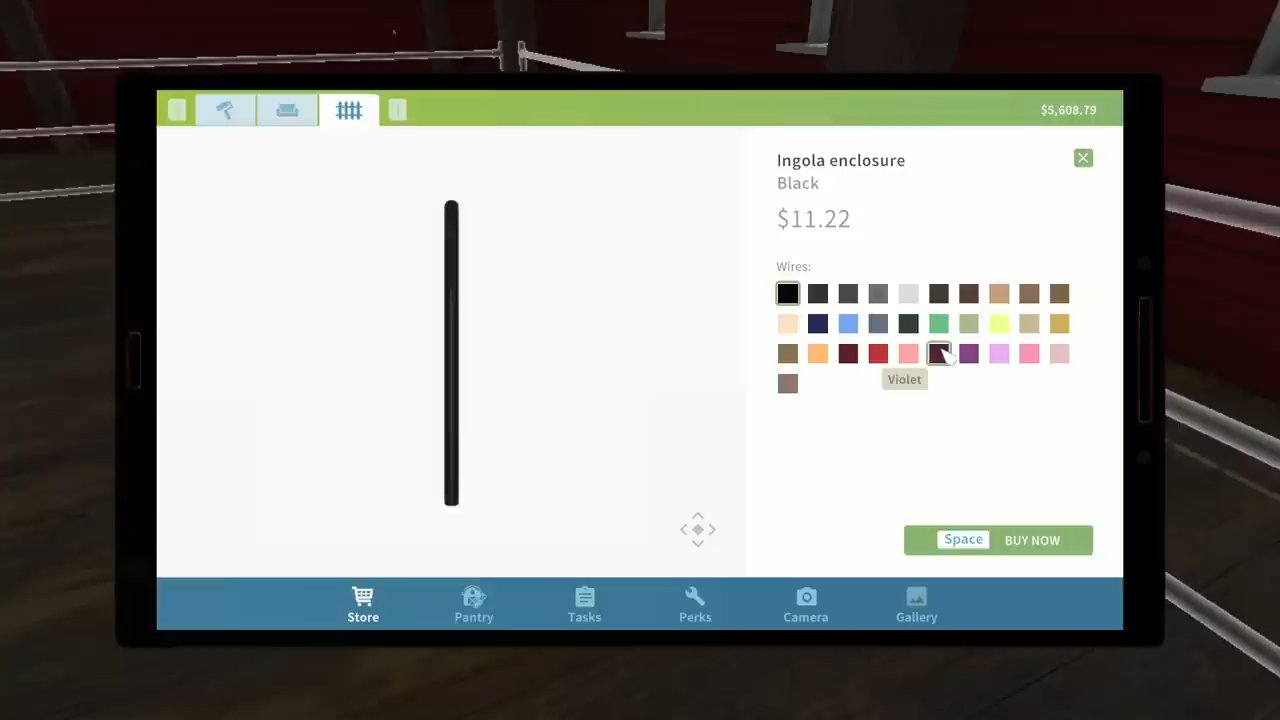 $5,608.79
Ingola enclosure
Black
$11.22
Wires:
Violet
Space BUY NOW
Store Pantry Tasks Perks Camera Gallery